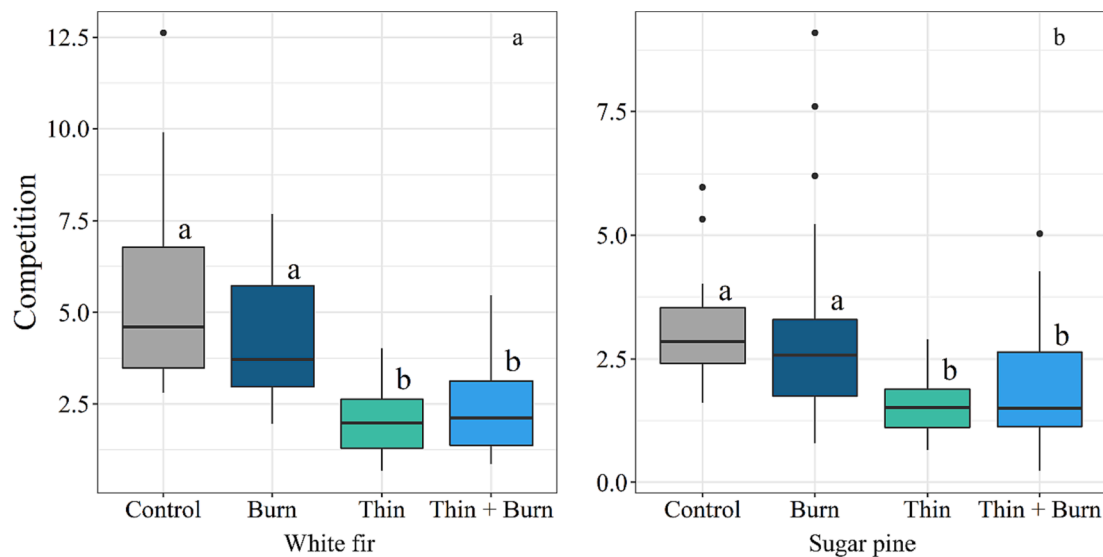 Competition
12.5
10.0
7.5
5.0
2.5
a
a
a
b
b
Control Burn Thin Thin + Burn
White fir
7.5
5.0
2.5
0.0
b
a
a
b
b
Control Burn Thin Thin + Burn
Sugar pine